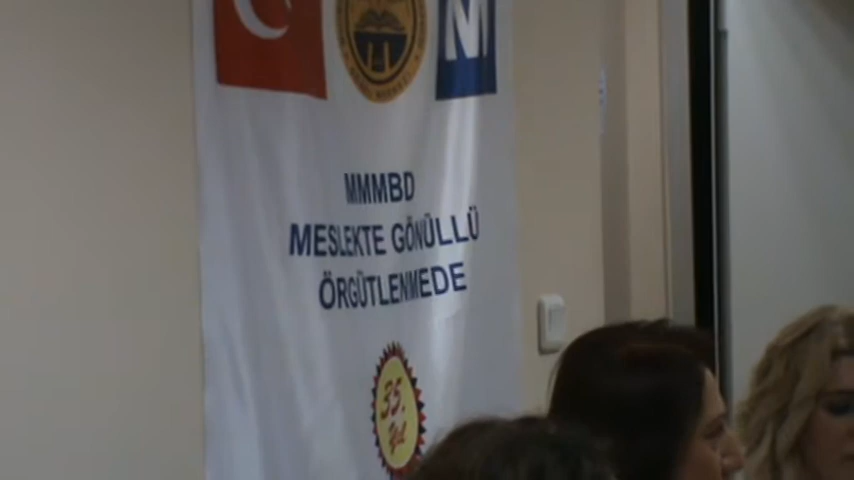 M
MMMBD
MESLEKTE GÖNÜLLÜ
ÖRGÜTLENMEDE
35.
Yıl